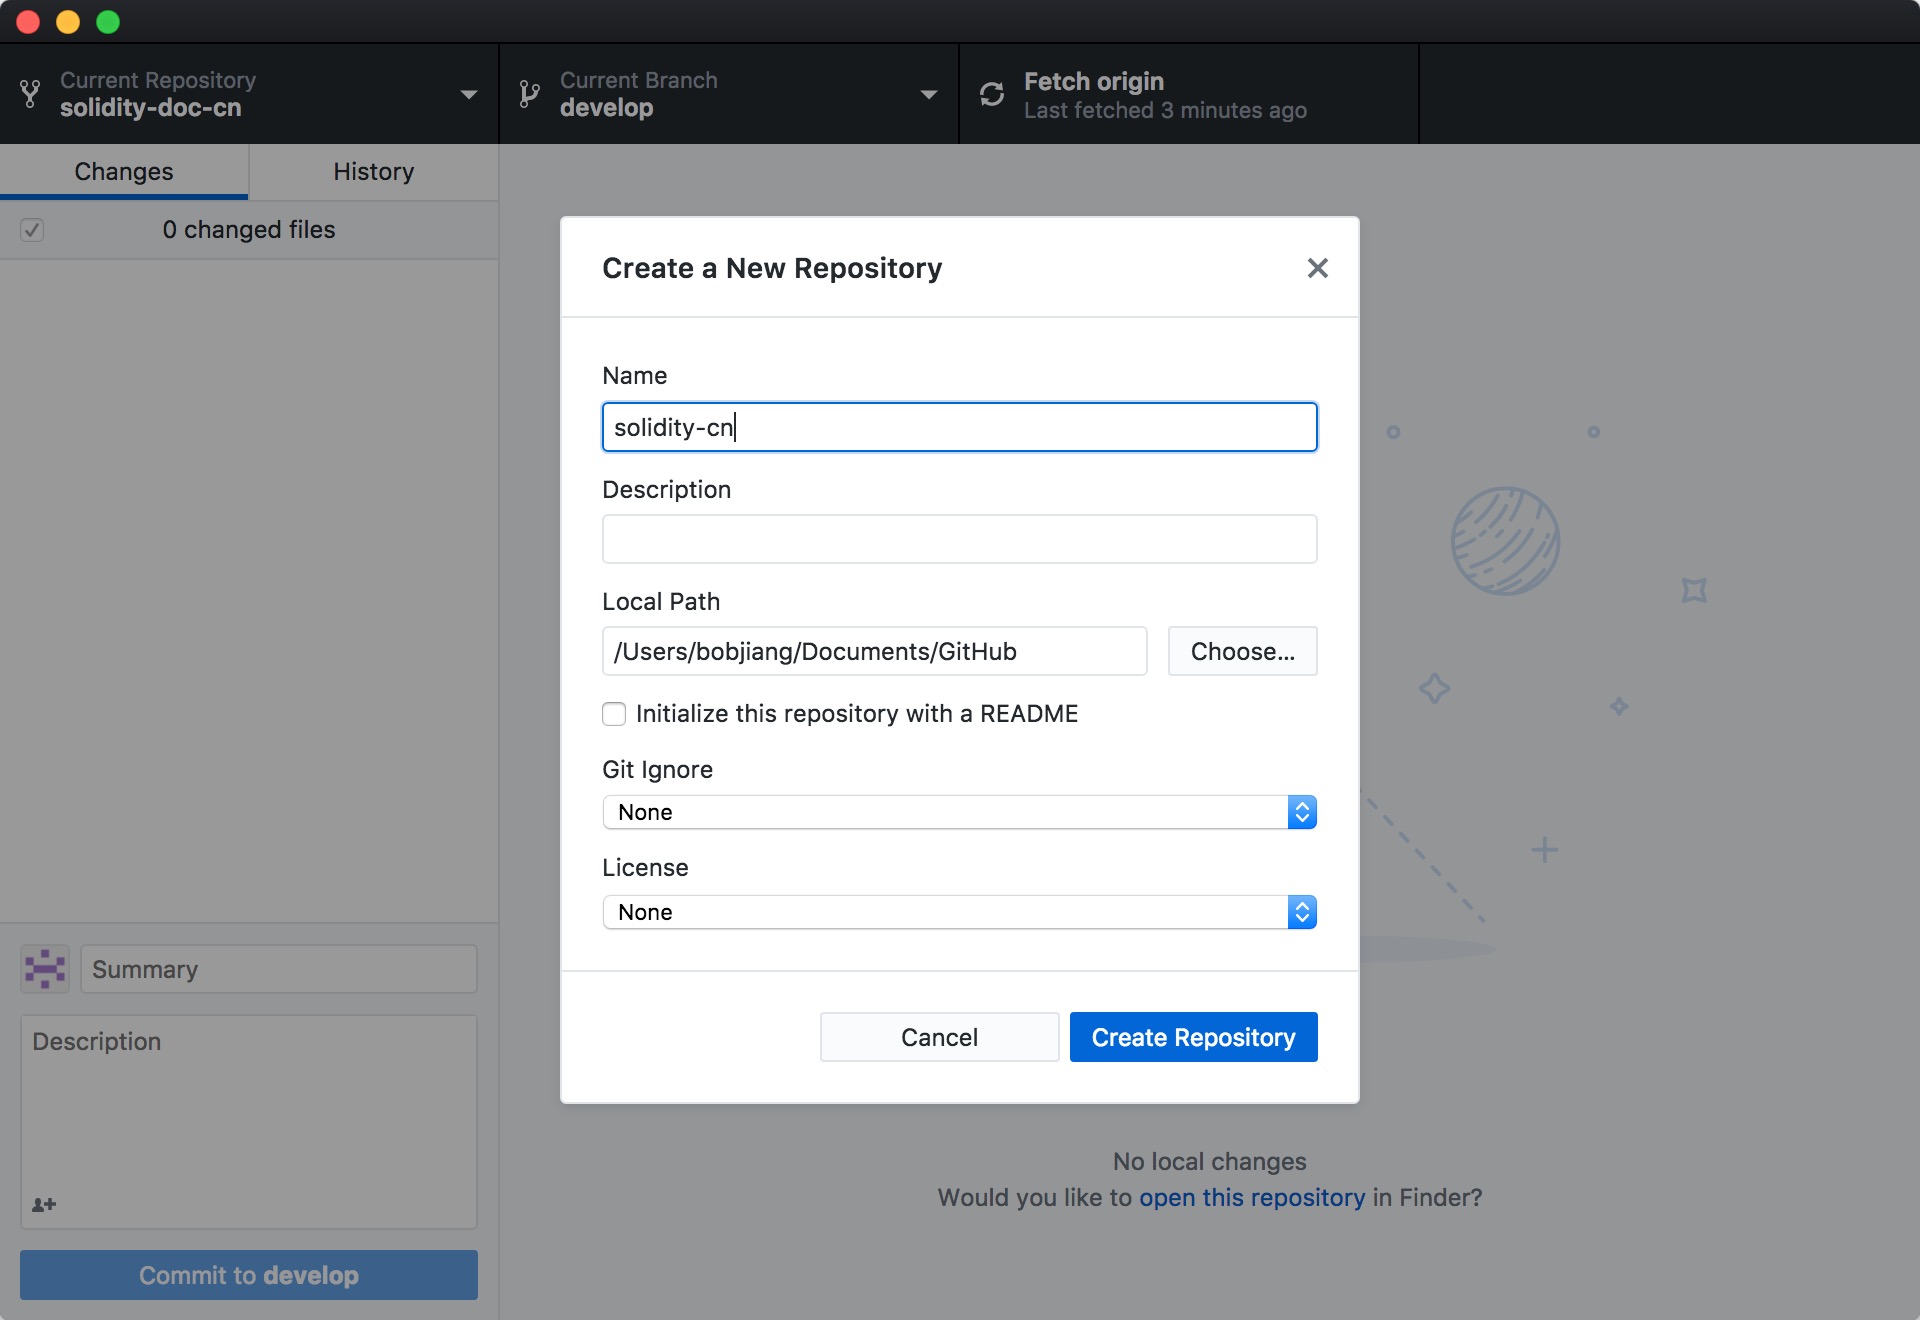 Current Repository
solidity-doc-cn
Current Branch
develop
Fetch origin
Last fetched 3 minutes ago
Changes
History
0 changed files
Create a New Repository
Name
solidity-cn
Description
Local Path
/Users/bobjiang/Documents/GitHub
Choose...
Initialize this repository with a README
Git Ignore
None
License
None
Cancel
Create Repository
Summary
Description
Commit to develop
No local changes
Would you like to open this repository in Finder?